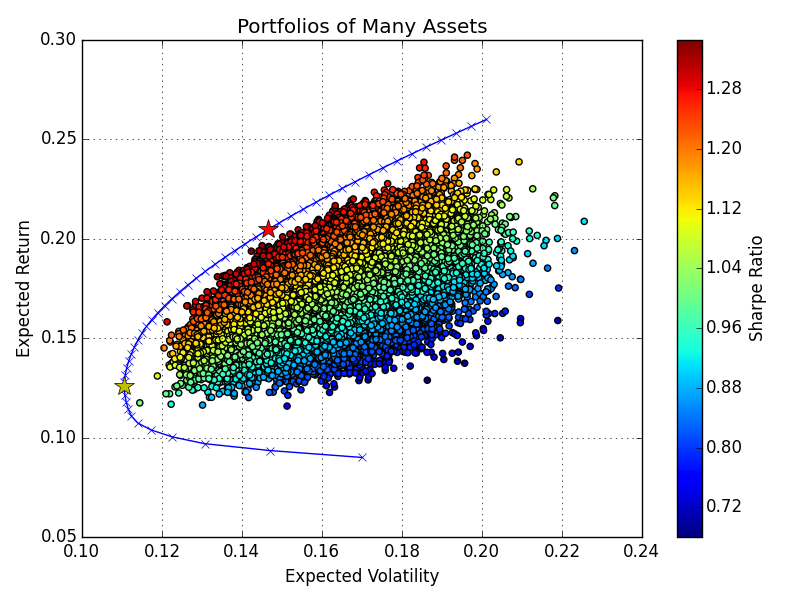 Portfolios of Many Assets
0.30
0.25
0.20
0.15
0.10
0.05
Expected Return
0.10 0.12 0.14 0.16 0.18 0.20 0.22 0.24
Expected Volatility
1.28
1.20
1.12
1.04
0.96
0.88
0.80
0.72
Sharpe Ratio